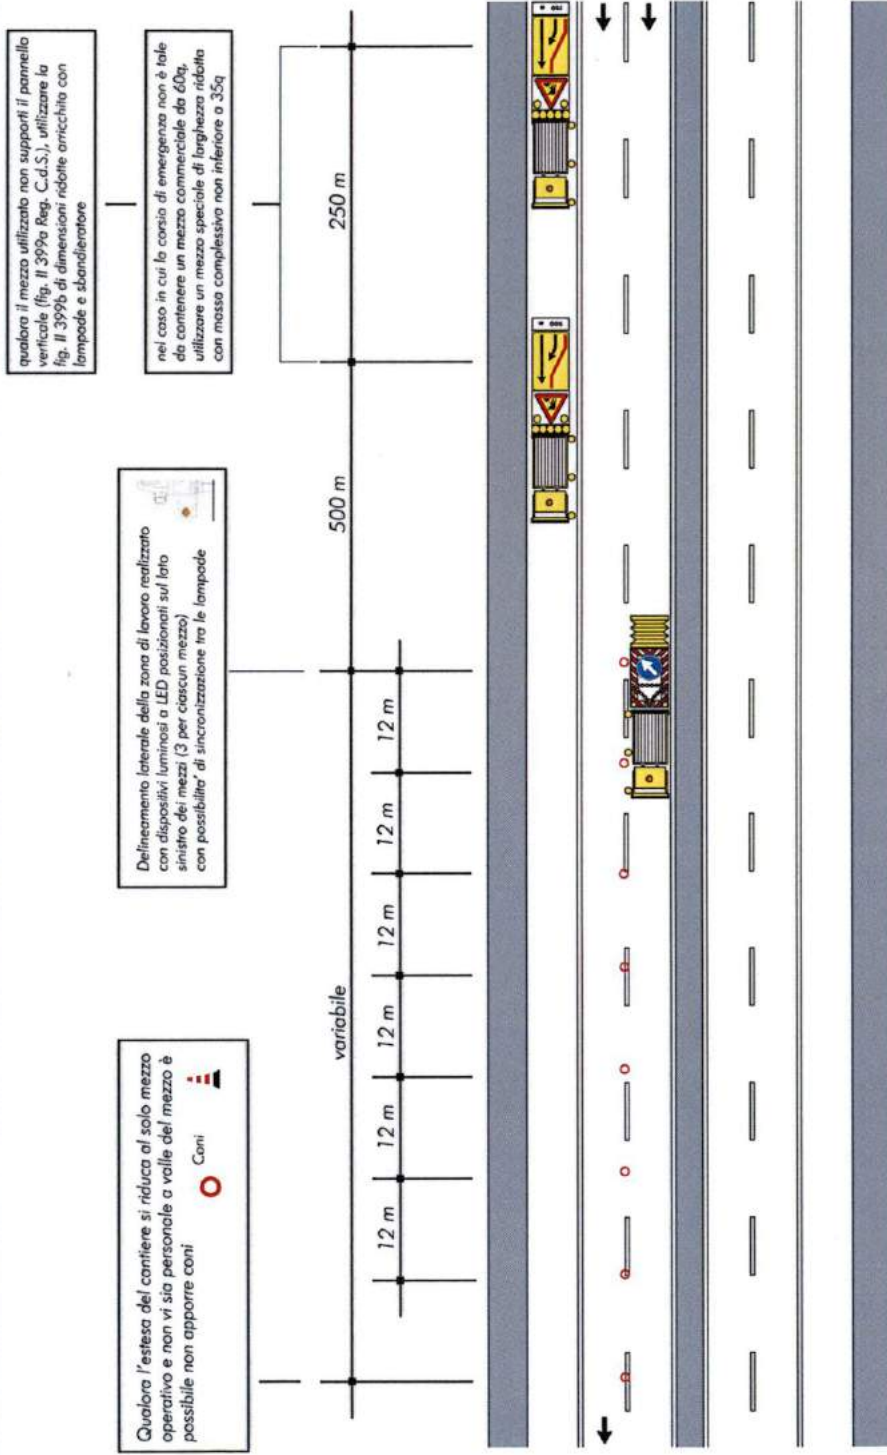 qualora il mezzo utilizzato non supporti il pannello
verticale (fig. II 399a Reg. C.d.S.), utilizzare la
fig. II 399b di dimensioni ridotte arricchita con
lampade e sbandieratore
nel caso in cui la corsia di emergenza non è tale
da contenere un mezzo commerciale da 60q,
utilizzare un mezzo speciale di larghezza ridotta
con massa complessiva non inferiore a 35q
Delineamento laterale della zona di lavoro realizzato
con dispositivi luminosi a LED posizionati sul lato
sinistro dei mezzi (3 per ciascun mezzo)
con possibilita' di sincronizzazione tra le lampade
Qualora l'estesa del cantiere si riduca al solo mezzo
operativo e non vi sia personale a valle del mezzo è
possibile non apporre coni
Coni
variabile
500 m
250 m
12 m
12 m
12 m
12 m
12 m
12 m
500 m
750 m